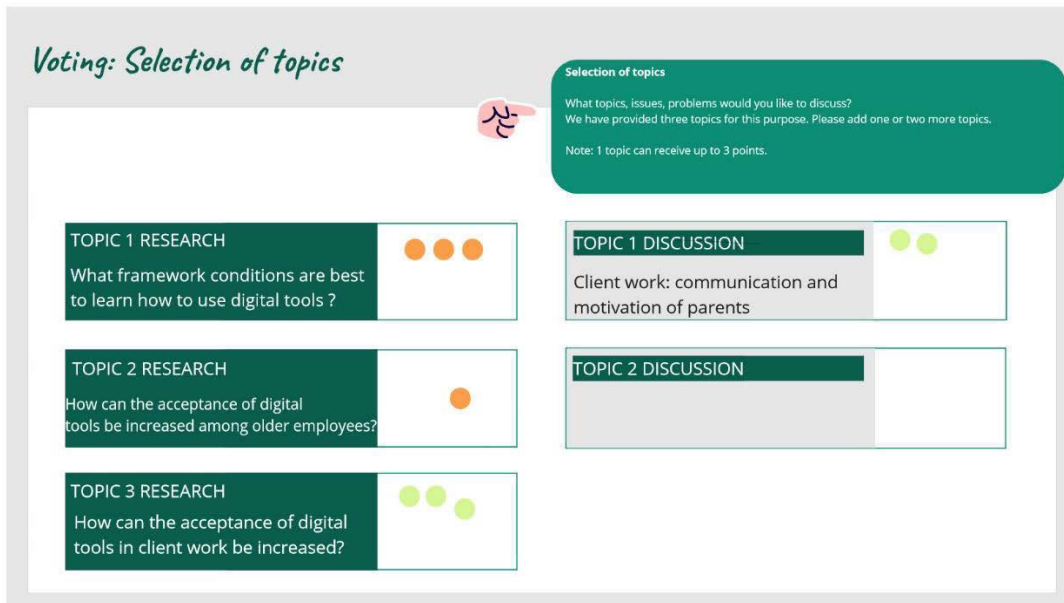 Voting: Selection of topics
Selection of topics
What topics, issues, problems would you like to discuss?
We have provided three topics for this purpose. Please add one or two more topics.
Note: 1 topic can receive up to 3 points.
TOPIC 1 RESEARCH
What framework conditions are best
to learn how to use digital tools ?
TOPIC 2 RESEARCH
How can the acceptance of digital
tools be increased among older employees?
TOPIC 3 RESEARCH
How can the acceptance of digital
tools in client work be increased?
TOPIC 1 DISCUSSION
Client work: communication and
motivation of parents
TOPIC 2 DISCUSSION